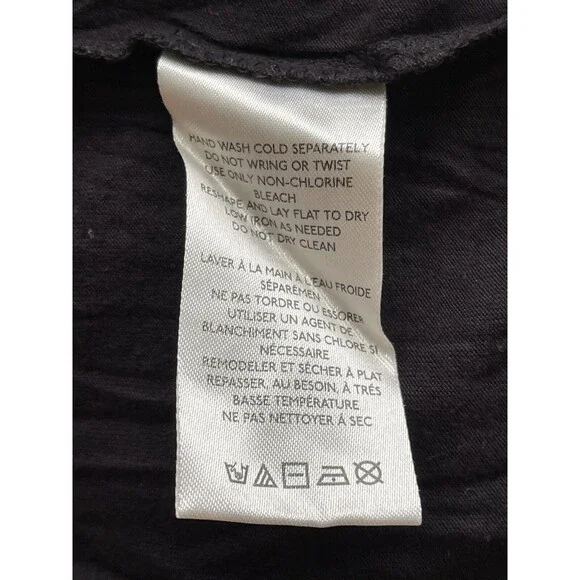 HAND WASH COLD SEPARATELY
DO NOT WRING OR TWIST
USE ONLY NON-CHLORINE
BLEACH
RESHAPE AND LAY FLAT TO DRY
LOW IRON AS NEEDED
DO NOT DRY CLEAN
LAVER À LA MAIN À L'EAU FROIDE
SÉPARÉMEN
NE PAS TORDRE OU ESSORER
UTILISER UN AGENT DE
BLANCHIMENT SANS CHLORE SI
NÉCESSAIRE
REMODELER ET SÈCHER À PLAT
REPASSER, AU BESOIN, À TRÉS
BASSE TEMPÉRATURE
NE PAS NETTOYER À SEC